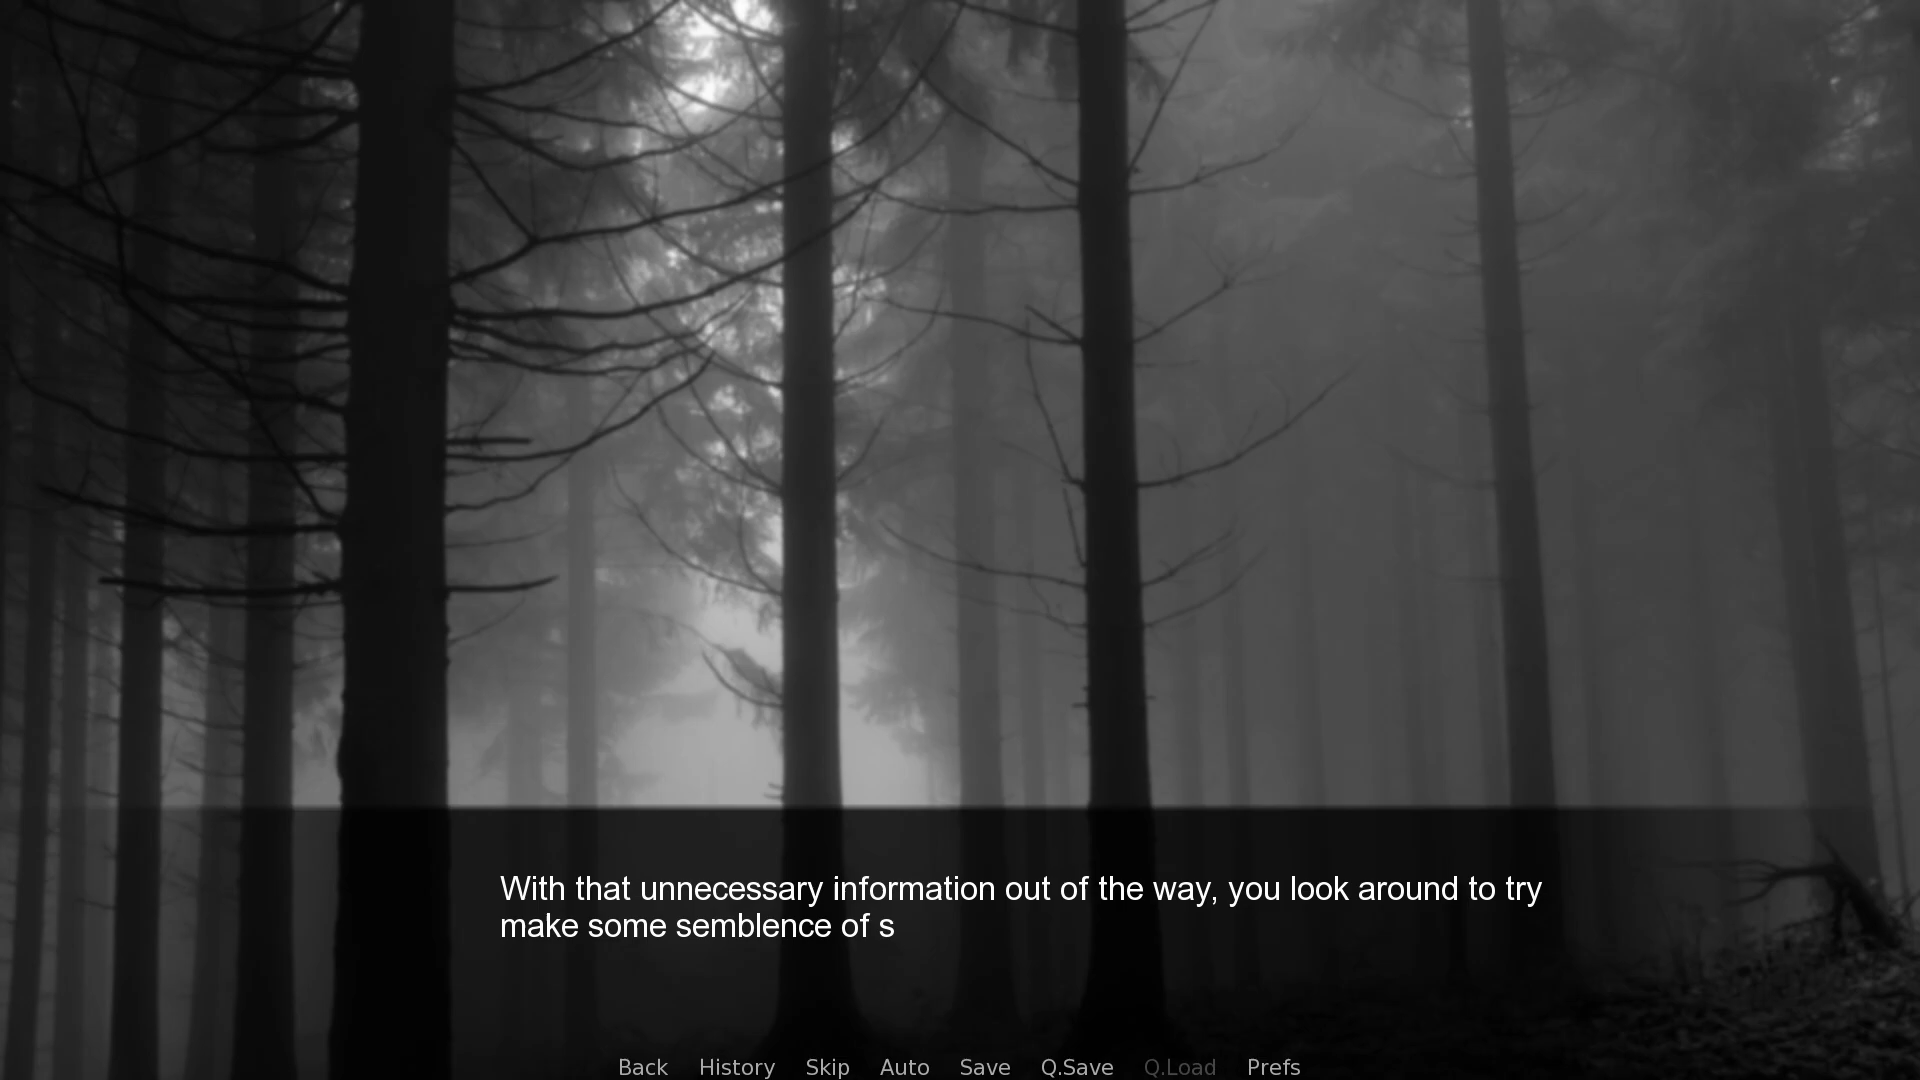 With that unnecessary information out of the way, you look around to try
make some semblence of s
Back History Skip Auto Save Q.Save Q.Load Prefs